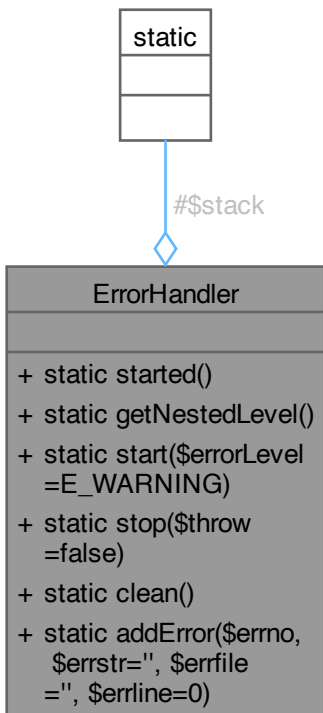 static
#$stack
ErrorHandler
+ static started()
+ static getNestedLevel()
+ static start($errorLevel
=E_WARNING)
+ static stop($throw
=false)
+ static clean()
+ static addError($errno,
$errstr='', $errfile
='', $errline=0)